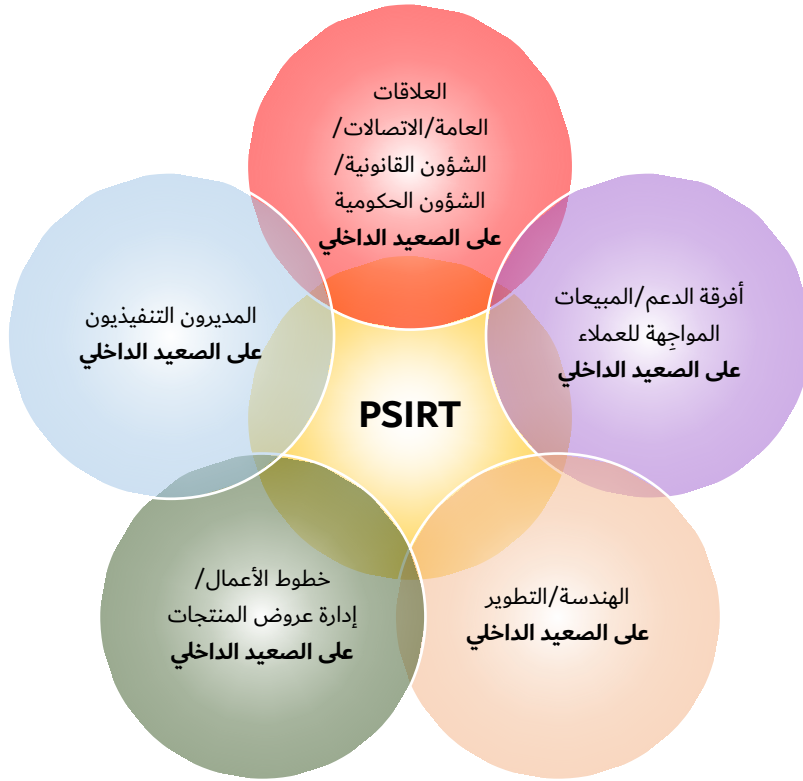 العلاقات
العامة/الاتصالات/
الشؤون القانونية/
الشؤون الحكومية
على الصعيد الداخلي
أفرقة الدعم/المبيعات
المواجِهة للعملاء
على الصعيد الداخلي
المديرون التنفيذيون
على الصعيد الداخلي
PSIRT
الهندسة/التطوير
على الصعيد الداخلي
خطوط الأعمال/
إدارة عروض المنتجات
على الصعيد الداخلي